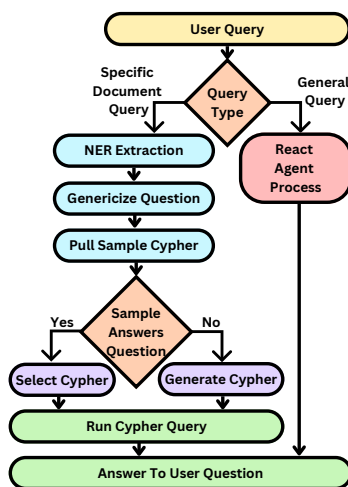 User Query
Specific
Document
Query
General
Query
Query
Type
NER Extraction
React
Agent
Process
Genericize Question
Pull Sample Cypher
Sample
Answers
Question
Yes
No
Select Cypher
Generate Cypher
Run Cypher Query
Answer To User Question